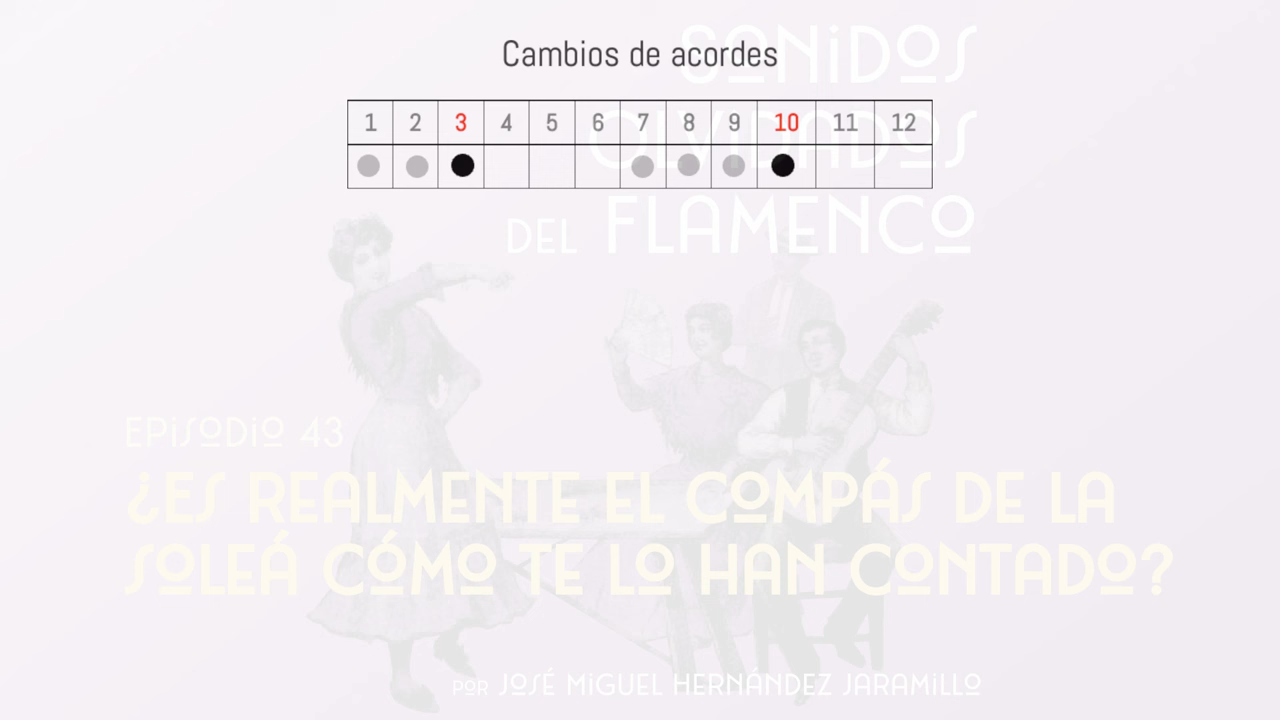 SONiDOS
Cambios de acordes
OLViDADOS
1 2 3 4 5 6 7 8 9 10 11 12
DEL FLAMENCO
EPiSODiO 43
¿ES REALMENTE EL COMPÁS DE LA
SOLEÁ CÓMO TE LO HAN CONTADO?
POR JOSÉ MiGUEL HERNÁNDEZ JARAMiLLO